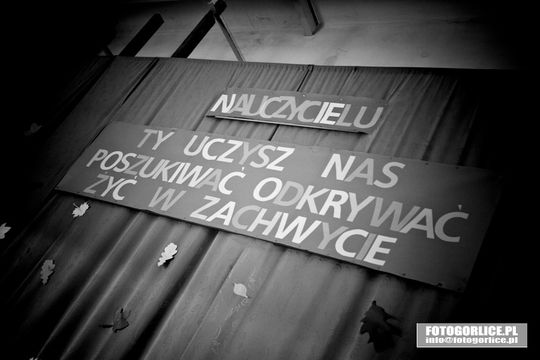 NAUCZYCIELU
TY UCZYSZ NAS
POSZUKIWAĆ ODKRYWAĆ
ŻYĆ W ZACHWYCIE
FOTOGORLICE.PL
info@fotogorlice.pl